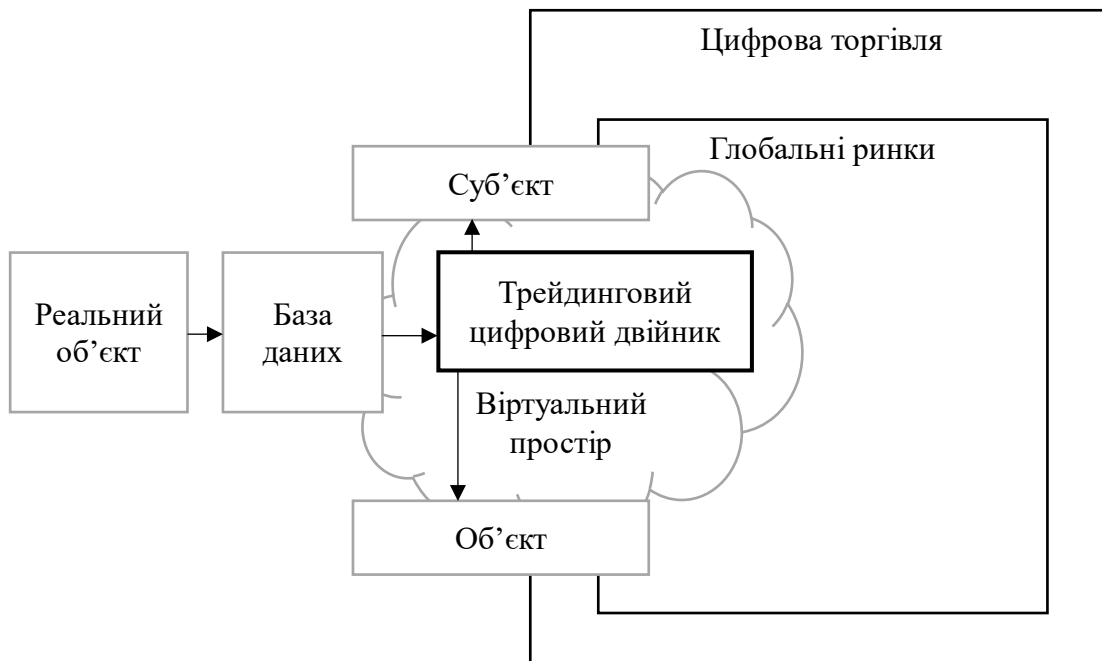 Цифрова торгівля
Глобальні ринки
Суб’єкт
Реальний
об’єкт
База
даних
Трейдинговий
цифровий двійник
Віртуальний
простір
Об’єкт